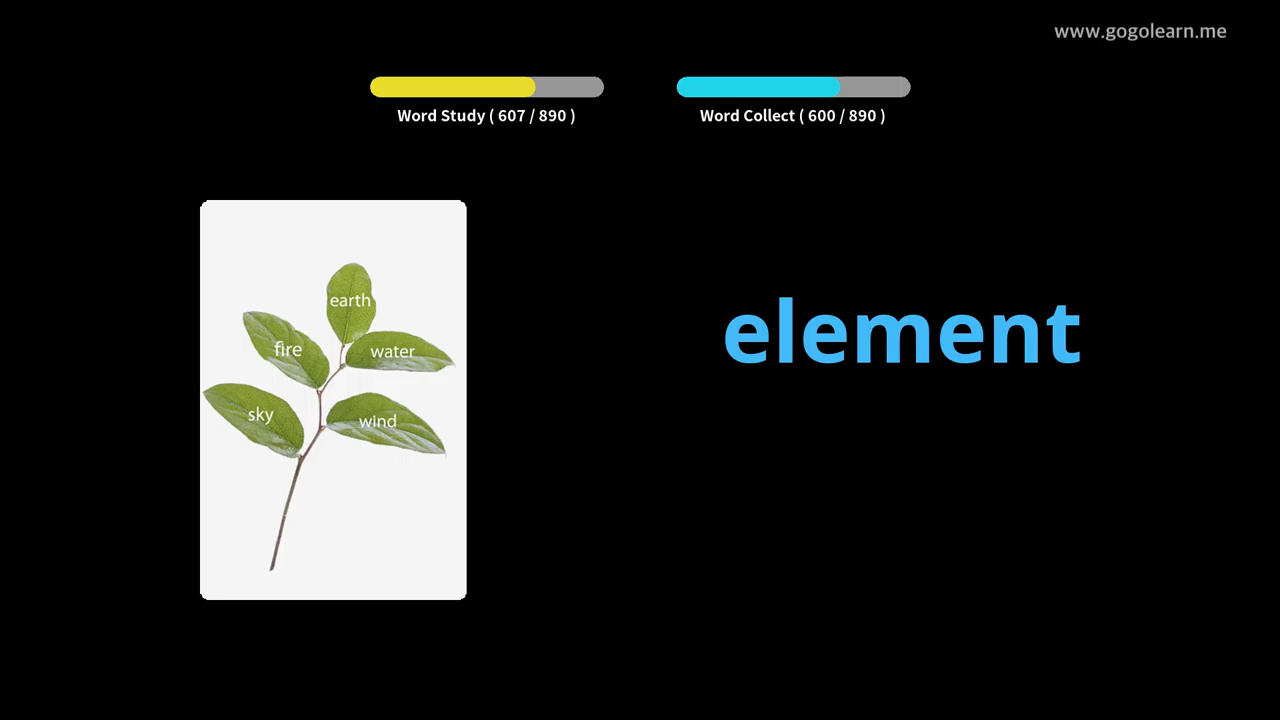 www.gogolearn.me
Word Study ( 607 / 890 )
Word Collect ( 600 / 890 )
earth
fire
water
sky
wind
element